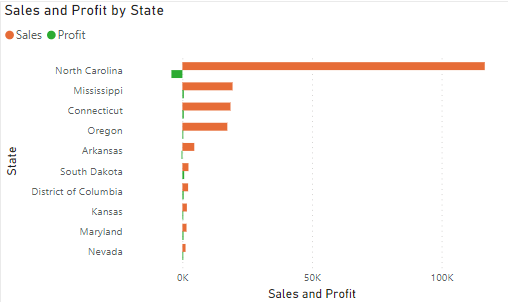 Sales and Profit by State
Sales Profit
State
North Carolina
Mississippi
Connecticut
Oregon
Arkansas
South Dakota
District of Columbia
Kansas
Maryland
Nevada
0K 50K 100K
Sales and Profit